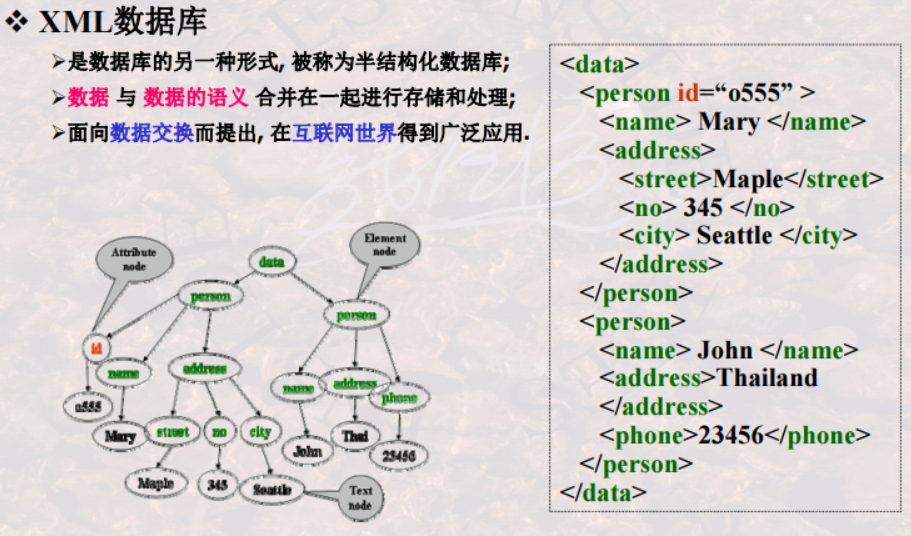 ❖ XML数据库
➢是数据库的另一种形式, 被称为半结构化数据库;
➢数据 与 数据的语义 合并在一起进行存储和处理;
➢面向数据交换而提出, 在互联网世界得到广泛应用.
<data>
<person id=“o555” >
<name> Mary </name>
<address>
<street>Maple</street>
<no> 345 </no>
<city> Seattle </city>
</address>
</person>
<person>
<name> John </name>
<address>Thailand
</address>
<phone>23456</phone>
</person>
</data>
Attribute
node
Element
node
data
person
person
id
name
address
name
address
phone
o555
Mary
street
no
city
John
Thai
23456
Maple
345
Seattle
Text
node